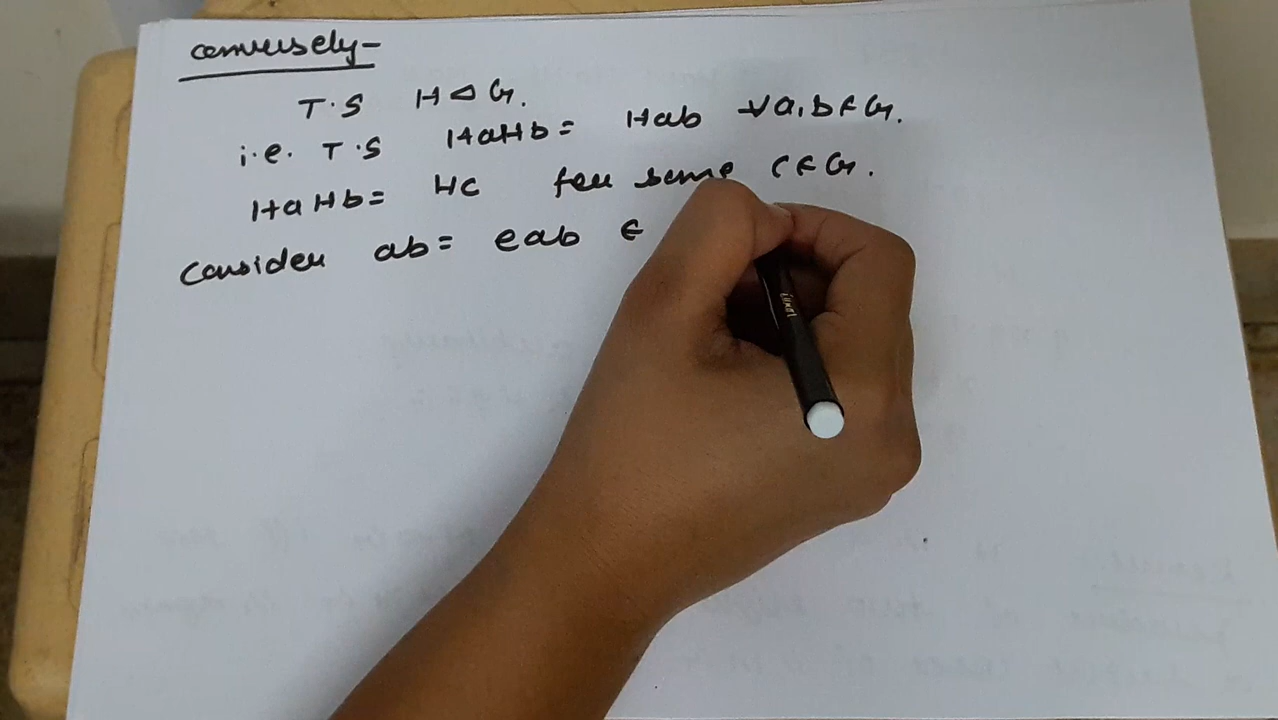 conversely-
T.S H⊲G.
i.e. T.S HaHb= Hab ∀a,b∈G.
HaHb= Hc for some c∈G.
Consider ab= eab ∈